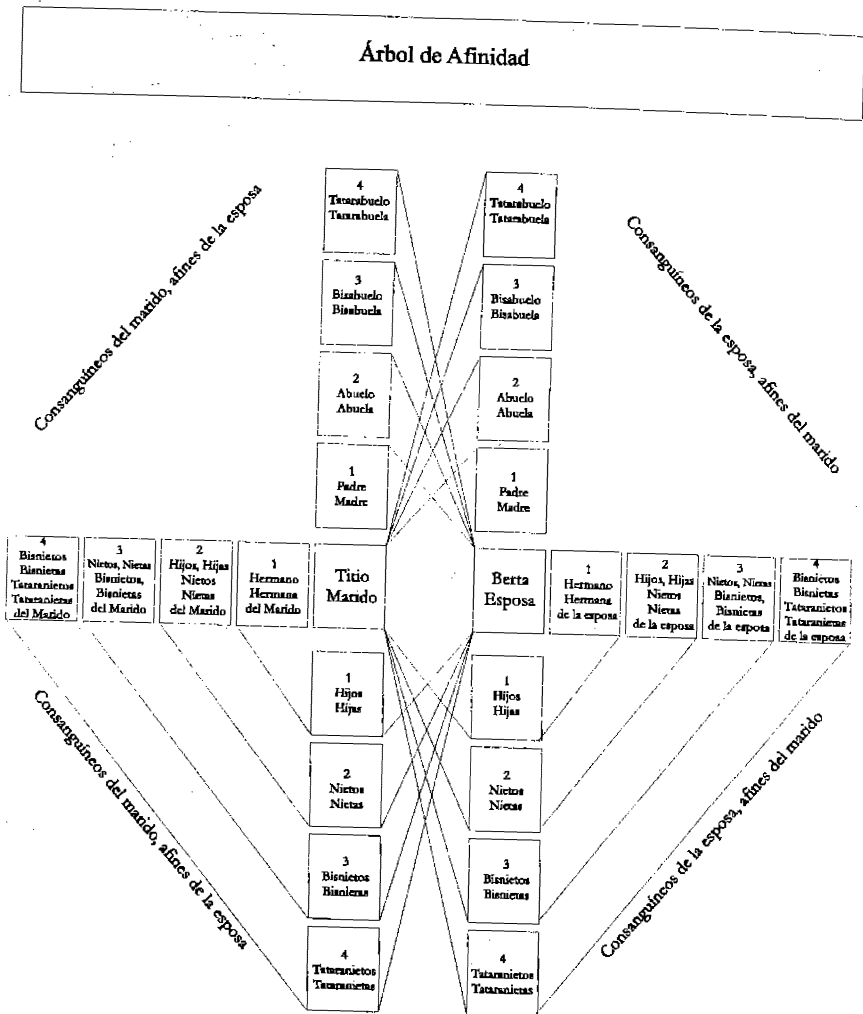 Árbol de Afinidad
Consanguíneos del marido, afines de la esposa
4
Tatarabuelo
Tatarabuela
3
Bisabuelo
Bisabuela
2
Abuelo
Abuela
1
Padre
Madre
4
Tatarabuelo
Tatarabuela
3
Bisabuelo
Bisabuela
2
Abuelo
Abuela
1
Padre
Madre
Consanguíneos de la esposa, afines del marido
4
Bisnietos
Bisnietas
Tataranietos
Tataranietas
del Marido
3
Nietos, Nietas
Bisnietos,
Bisnietas
del Marido
2
Hijos, Hijas
Nietos
Nietas
del Marido
1
Hermano
Hermana
del Marido
Titio
Marido
Berta
Esposa
1
Hermano
Hermana
de la esposa
2
Hijos, Hijas
Nietos
Nietas
de la esposa
3
Nietos, Nietas
Bisnietos,
Bisnietas
de la espota
4
Bisnietos
Bisnietas
Tataranietos
Tataranietas
de la esposa
Consanguíneos del marido, afines de la esposa
1
Hijos
Hijas
2
Nietos
Nietas
3
Bisnietos
Bisnietas
4
Tataranietos
Tataranietas
1
Hijos
Hijas
2
Nietos
Nietas
3
Bisnietos
Bisnietas
4
Tataranietos
Tataranietas
Consanguíneos de la esposa, afines del marido